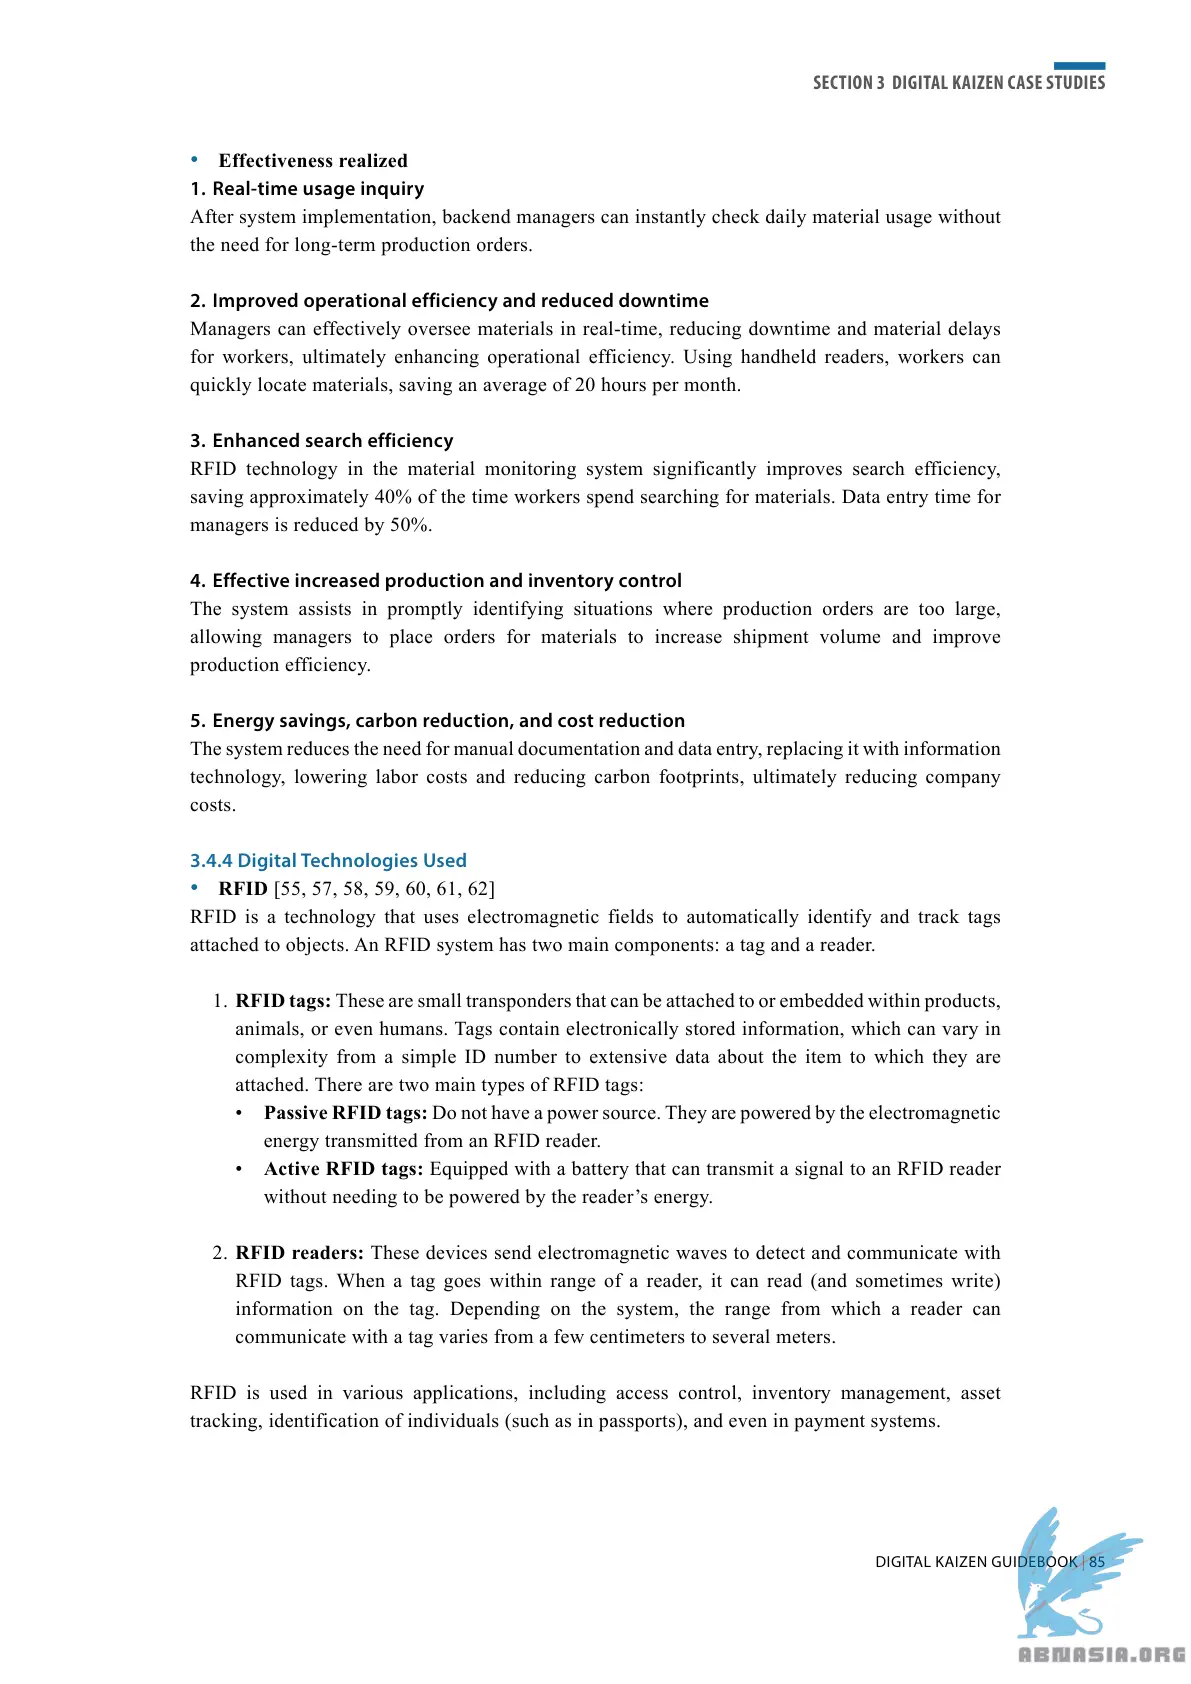 SECTION 3 DIGITAL KAIZEN CASE STUDIES
• Effectiveness realized
1. Real-time usage inquiry
After system implementation, backend managers can instantly check daily material usage without
the need for long-term production orders.
2. Improved operational efficiency and reduced downtime
Managers can effectively oversee materials in real-time, reducing downtime and material delays
for workers, ultimately enhancing operational efficiency. Using handheld readers, workers can
quickly locate materials, saving an average of 20 hours per month.
3. Enhanced search efficiency
RFID technology in the material monitoring system significantly improves search efficiency,
saving approximately 40% of the time workers spend searching for materials. Data entry time for
managers is reduced by 50%.
4. Effective increased production and inventory control
The system assists in promptly identifying situations where production orders are too large,
allowing managers to place orders for materials to increase shipment volume and improve
production efficiency.
5. Energy savings, carbon reduction, and cost reduction
The system reduces the need for manual documentation and data entry, replacing it with information
technology, lowering labor costs and reducing carbon footprints, ultimately reducing company
costs.
3.4.4 Digital Technologies Used
• RFID [55, 57, 58, 59, 60, 61, 62]
RFID is a technology that uses electromagnetic fields to automatically identify and track tags
attached to objects. An RFID system has two main components: a tag and a reader.
1. RFID tags: These are small transponders that can be attached to or embedded within products,
animals, or even humans. Tags contain electronically stored information, which can vary in
complexity from a simple ID number to extensive data about the item to which they are
attached. There are two main types of RFID tags:
• Passive RFID tags: Do not have a power source. They are powered by the electromagnetic
energy transmitted from an RFID reader.
• Active RFID tags: Equipped with a battery that can transmit a signal to an RFID reader
without needing to be powered by the reader’s energy.
2. RFID readers: These devices send electromagnetic waves to detect and communicate with
RFID tags. When a tag goes within range of a reader, it can read (and sometimes write)
information on the tag. Depending on the system, the range from which a reader can
communicate with a tag varies from a few centimeters to several meters.
RFID is used in various applications, including access control, inventory management, asset
tracking, identification of individuals (such as in passports), and even in payment systems.
DIGITAL KAIZEN GUIDEBOOK | 85
ABNASIA.ORG